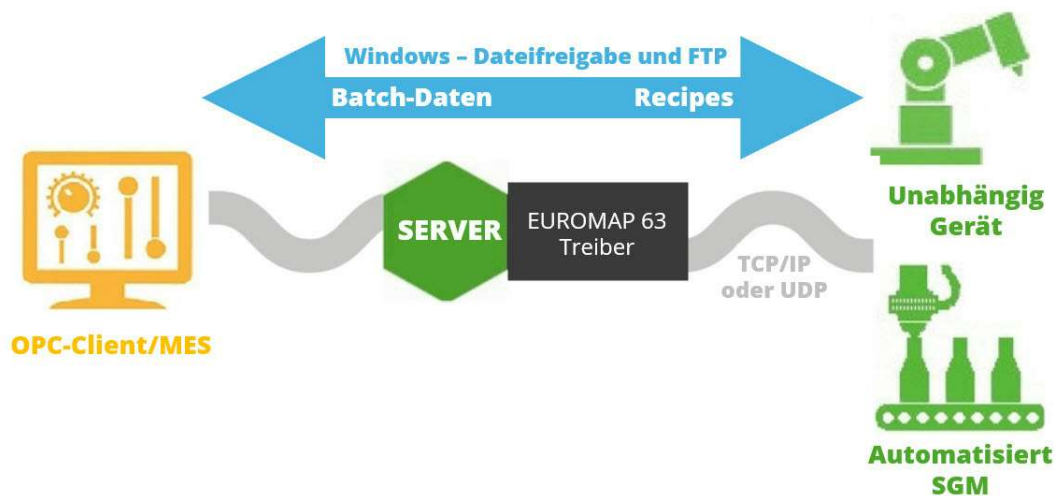 Windows – Dateifreigabe und FTP
Batch-Daten Recipes
SERVER
EUROMAP 63
Treiber
TCP/IP
oder UDP
OPC-Client/MES
Unabhängig
Gerät
Automatisiert
SGM